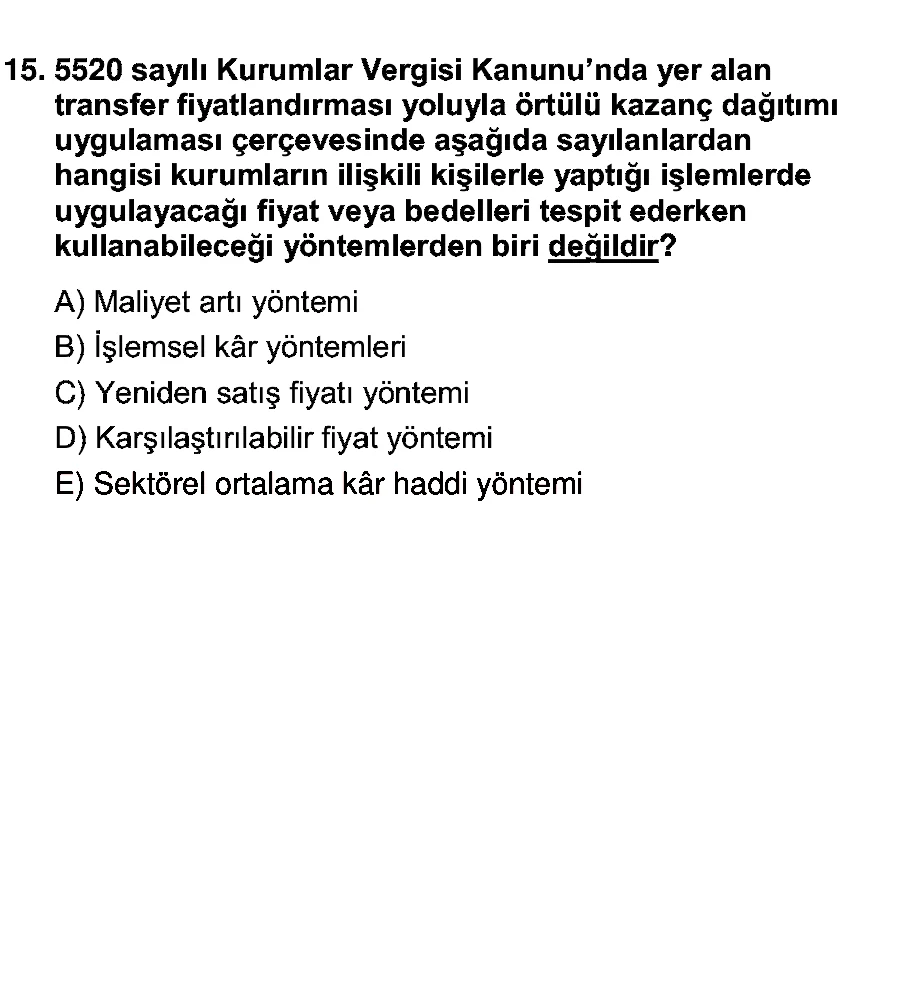 15. 5520 sayılı Kurumlar Vergisi Kanunu’nda yer alan
transfer fiyatlandırması yoluyla örtülü kazanç dağıtımı
uygulaması çerçevesinde aşağıda sayılanlardan
hangisi kurumların ilişkili kişilerle yaptığı işlemlerde
uygulayacağı fiyat veya bedelleri tespit ederken
kullanabileceği yöntemlerden biri değildir?
A) Maliyet artı yöntemi
B) İşlemsel kâr yöntemleri
C) Yeniden satış fiyatı yöntemi
D) Karşılaştırılabilir fiyat yöntemi
E) Sektörel ortalama kâr haddi yöntemi